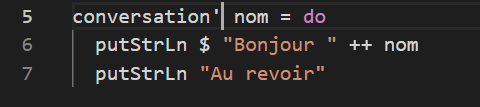 5 conversation' nom = do
6 putStrLn $ "Bonjour " ++ nom
7 putStrLn "Au revoir"